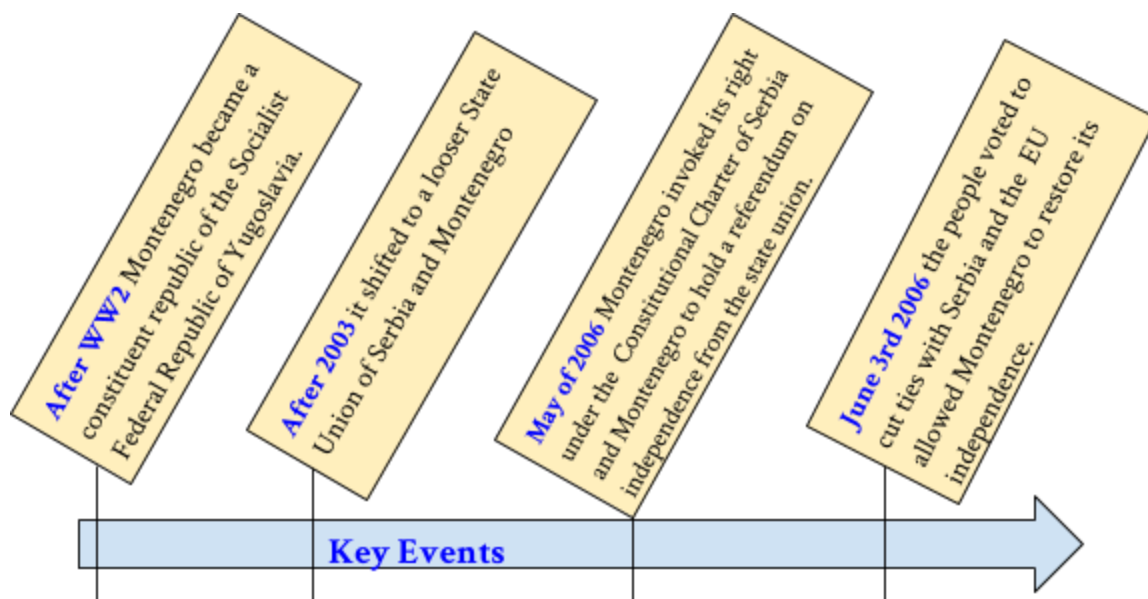 After WW2 Montenegro became a
constituent republic of the Socialist
Federal Republic of Yugoslavia.
After 2003 it shifted to a looser State
Union of Serbia and Montenegro
May of 2006 Montenegro invoked its right
under the Constitutional Charter of Serbia
and Montenegro to hold a referendum on
independence from the state union.
June 3rd 2006 the people voted to
cut ties with Serbia and the EU
allowed Montenegro to restore its
independence.
Key Events